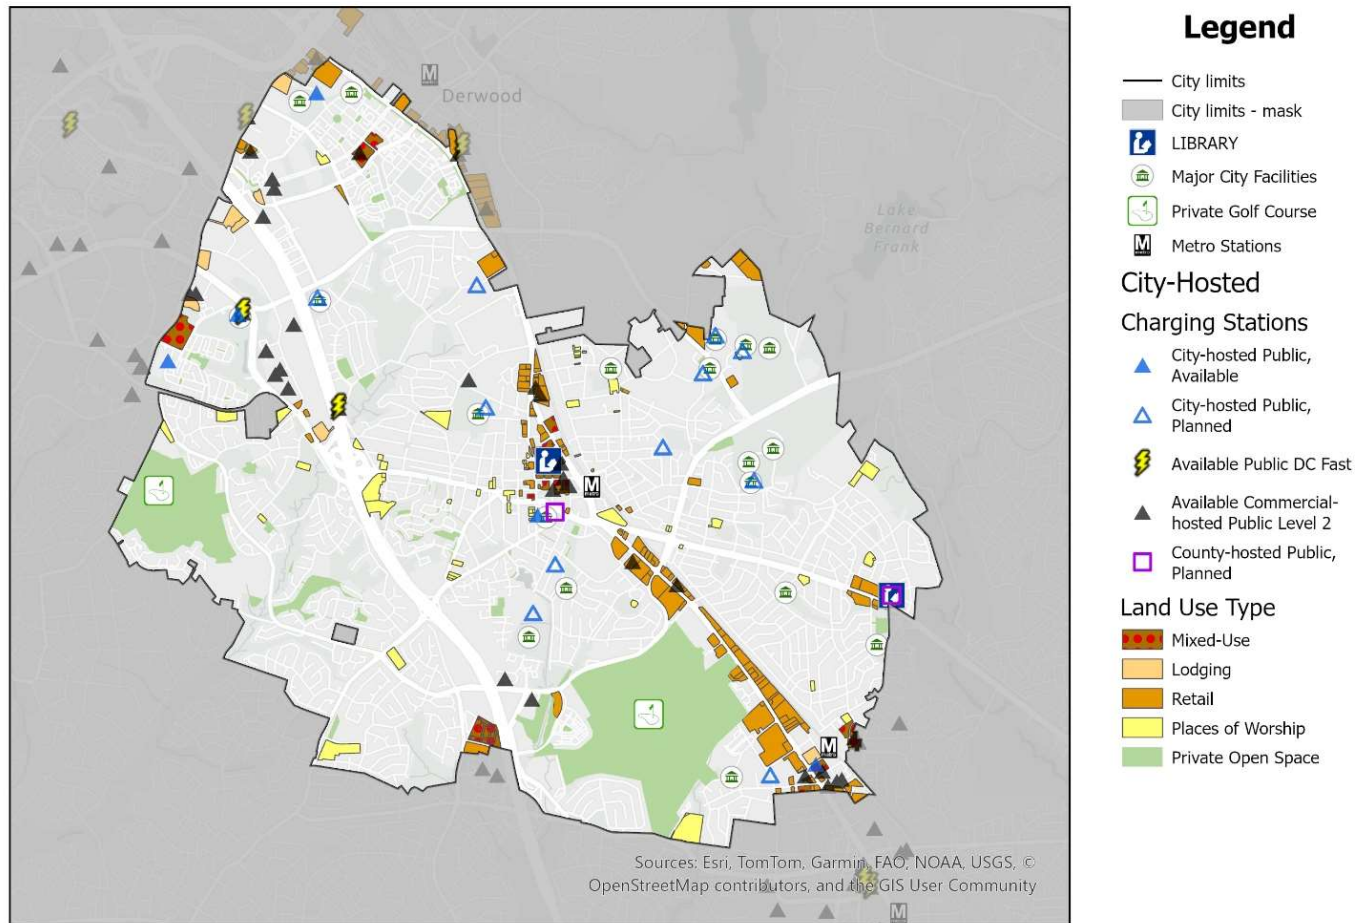 M
Derwood
Lake
Bernard
Frank
M
M
M
Sources: Esri, TomTom, Garmin, FAO, NOAA, USGS, ©
OpenStreetMap contributors, and the GIS User Community
Legend
City limits
City limits - mask
LIBRARY
Major City Facilities
Private Golf Course
M
Metro Stations
City-Hosted
Charging Stations
City-hosted Public,
Available
City-hosted Public,
Planned
Available Public DC Fast
Available Commercial-
hosted Public Level 2
County-hosted Public,
Planned
Land Use Type
Mixed-Use
Lodging
Retail
Places of Worship
Private Open Space